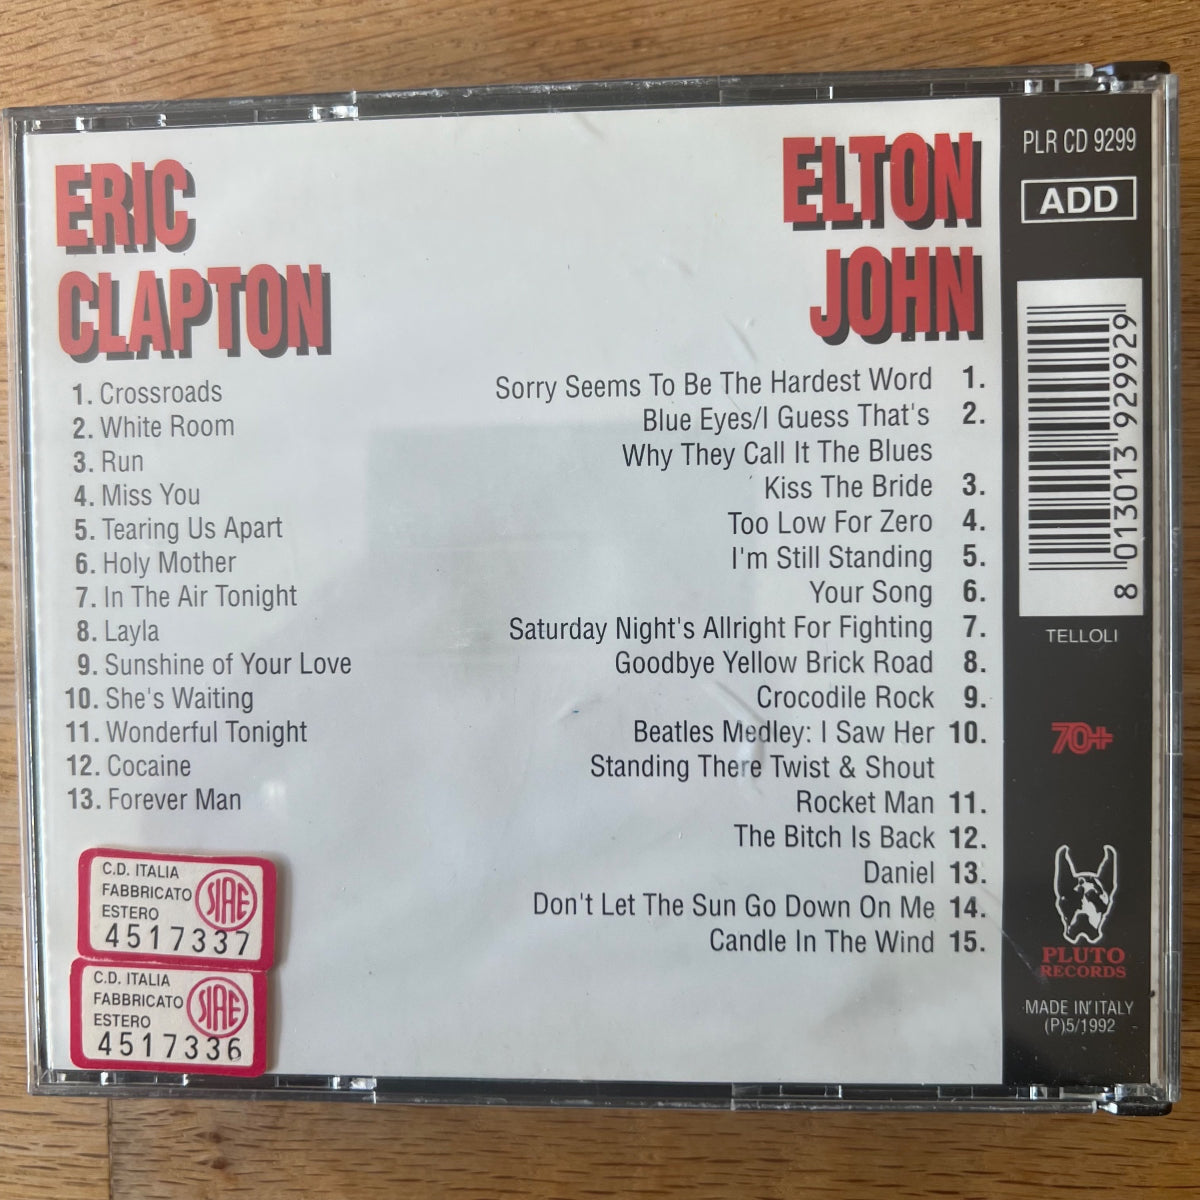 ERIC
CLAPTON
1. Crossroads
2. White Room
3. Run
4. Miss You
5. Tearing Us Apart
6. Holy Mother
7. In The Air Tonight
8. Layla
9. Sunshine of Your Love
10. She's Waiting
11. Wonderful Tonight
12. Cocaine
13. Forever Man
C.D. ITALIA
FABBRICATO
ESTERO
SIAE
4517337
C.D. ITALIA
FABBRICATO
ESTERO
SIAE
4517336
ELTON
JOHN
Sorry Seems To Be The Hardest Word 1.
Blue Eyes/I Guess That's 2.
Why They Call It The Blues
Kiss The Bride 3.
Too Low For Zero 4.
I'm Still Standing 5.
Your Song 6.
Saturday Night's Allright For Fighting 7.
Goodbye Yellow Brick Road 8.
Crocodile Rock 9.
Beatles Medley: I Saw Her 10.
Standing There Twist & Shout
Rocket Man 11.
The Bitch Is Back 12.
Daniel 13.
Don't Let The Sun Go Down On Me 14.
Candle In The Wind 15.
PLR CD 9299
ADD
8 013013 929929
TELLOLI
70+
PLUTO
RECORDS
MADE IN ITALY
(P)5/1992